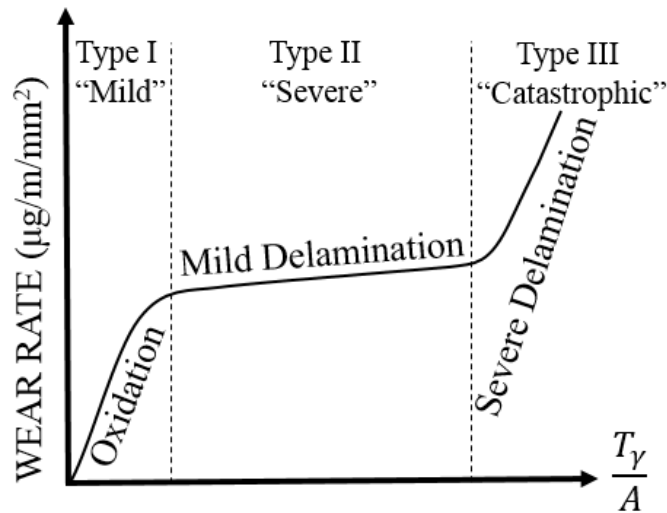 Type I
“Mild”
Type II
“Severe”
Type III
“Catastrophic”
WEAR RATE (μg/m/mm²)
Oxidation
Mild Delamination
Severe Delamination
Tγ
A